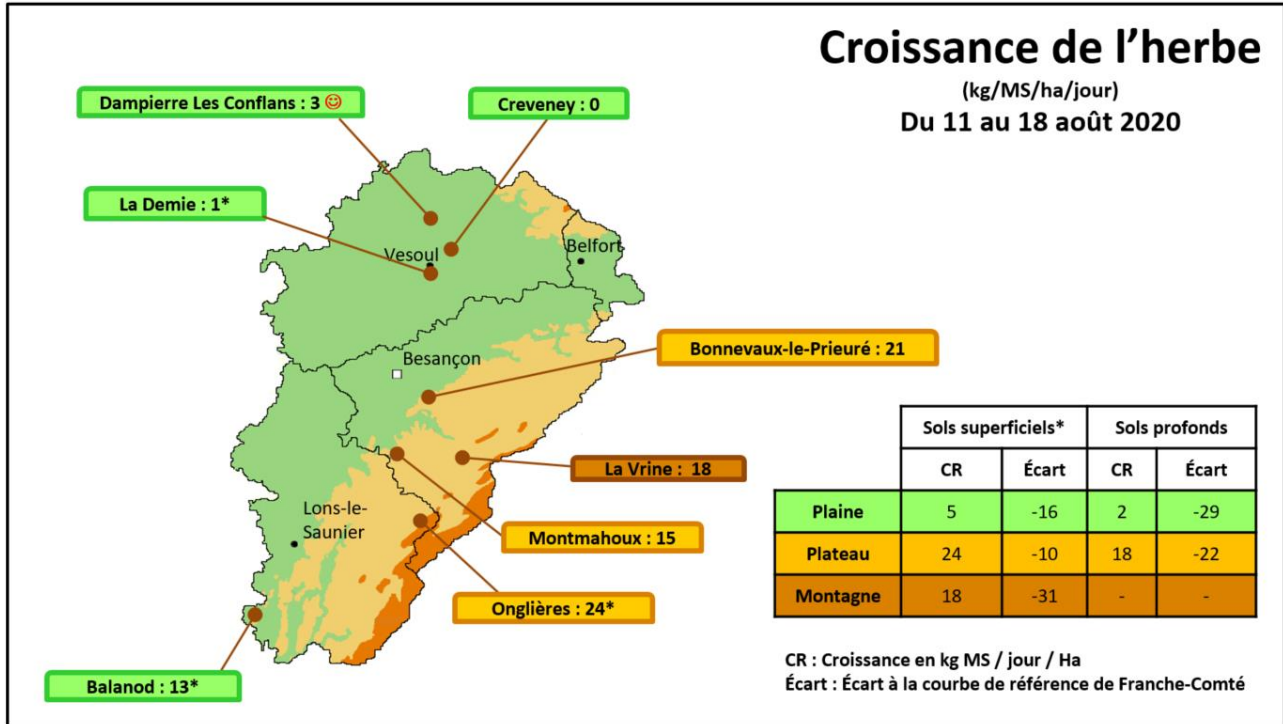 Croissance de l’herbe
(kg/MS/ha/jour)
Du 11 au 18 août 2020
Dampierre Les Conflans : 3 ☺
Creveney : 0
La Demie : 1*
Vesoul
Belfort
Bonnevaux-le-Prieuré : 21
Besançon
La Vrine : 18
Lons-le-
Saunier
Montmahoux : 15
Onglières : 24*
Balanod : 13*
Sols superficiels* Sols profonds
CR Écart CR Écart
Plaine 5 -16 2 -29
Plateau 24 -10 18 -22
Montagne 18 -31 - -
CR : Croissance en kg MS / jour / Ha
Écart : Écart à la courbe de référence de Franche-Comté